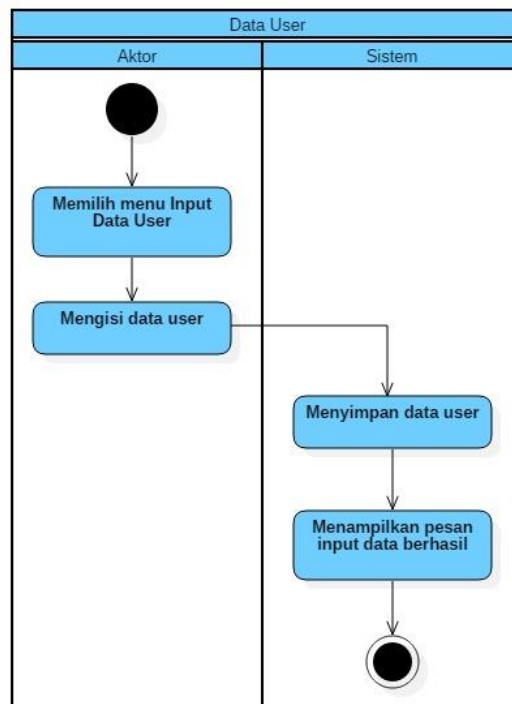 Data User
Aktor
Sistem
Memilih menu Input
Data User
Mengisi data user
Menyimpan data user
Menampilkan pesan
input data berhasil